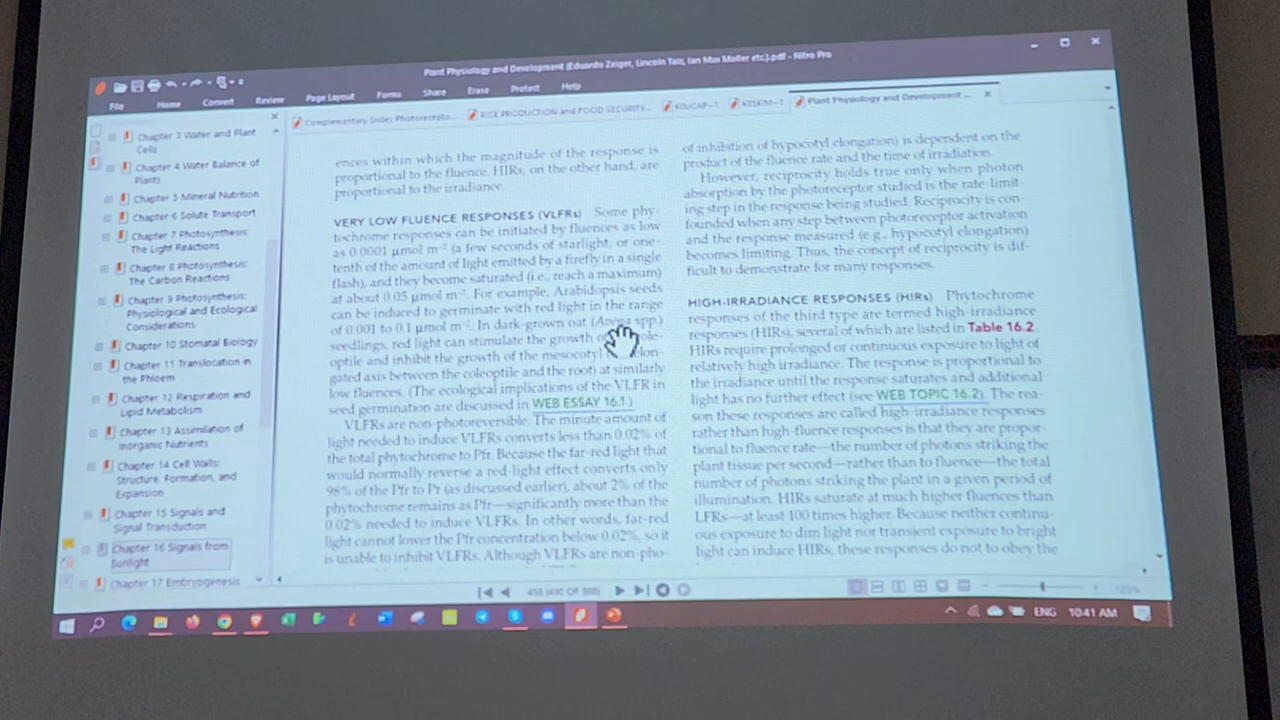 Plant Physiology and Development (Eduardo Zeiger, Lincoln Taiz, Ian Max Moller etc.).pdf - Nitro Pro
File Home Convert Review Page Layout Forms Share Erase Protect Help
Complementary Slides Photorecepto... RICE PRODUCTION and FOOD SECURITY... Plant Physiology and Development ...
Chapter 3 Water and Plant
Cells
Chapter 4 Water Balance of
Plants
Chapter 5 Mineral Nutrition
Chapter 6 Solute Transport
Chapter 7 Photosynthesis:
The Light Reactions
Chapter 8 Photosynthesis:
The Carbon Reactions
Chapter 9 Photosynthesis:
Physiological and Ecological
Considerations
Chapter 10 Stomatal Biology
Chapter 11 Translocation in
the Phloem
Chapter 12 Respiration and
Lipid Metabolism
Chapter 13 Assimilation of
Inorganic Nutrients
Chapter 14 Cell Walls:
Structure, Formation, and
Expansion
Chapter 15 Signals and
Signal Transduction
Chapter 16 Signals from
Sunlight
Chapter 17 Embryogenesis
ences within which the magnitude of the response is
proportional to the fluence. HIRs, on the other hand, are
proportional to the irradiance.
VERY LOW FLUENCE RESPONSES (VLFRs) Some phy-
tochrome responses can be initiated by fluences as low
as 0.0001 μmol m⁻² (a few seconds of starlight, or one-
tenth of the amount of light emitted by a firefly in a single
flash), and they become saturated (i.e., reach a maximum)
at about 0.05 μmol m⁻². For example, Arabidopsis seeds
can be induced to germinate with red light in the range
of 0.001 to 0.1 μmol m⁻². In dark-grown oat (Avena spp.)
seedlings, red light can stimulate the growth of
optile and inhibit the growth of the mesocotyl
gated axis between the coleoptile and the root) at similarly
low fluences. (The ecological implications of the VLFR in
seed germination are discussed in WEB ESSAY 16.1.)
VLFRs are non-photoreversible. The minute amount of
light needed to induce VLFRs converts less than 0.02% of
the total phytochrome to Pfr. Because the far-red light that
would normally reverse a red-light effect converts only
98% of the Pfr to Pr (as discussed earlier), about 2% of the
phytochrome remains as Pfr—significantly more than the
0.02% needed to induce VLFRs. In other words, far-red
light cannot lower the Pfr concentration below 0.02%, so it
is unable to inhibit VLFRs. Although VLFRs are non-pho-
of inhibition of hypocotyl elongation) is dependent on the
product of the fluence rate and the time of irradiation.
However, reciprocity holds true only when photon
absorption by the photoreceptor studied is the rate-limit-
ing step in the response being studied. Reciprocity is con-
founded when any step between photoreceptor activation
and the response measured (e.g., hypocotyl elongation)
becomes limiting. Thus, the concept of reciprocity is dif-
ficult to demonstrate for many responses.
HIGH-IRRADIANCE RESPONSES (HIRs) Phytochrome
responses of the third type are termed high-irradiance
responses (HIRs), several of which are listed in Table 16.2
HIRs require prolonged or continuous exposure to light of
relatively high irradiance. The response is proportional to
the irradiance until the response saturates and additional
light has no further effect (see WEB TOPIC 16.2). The rea-
son these responses are called high-irradiance responses
rather than high-fluence responses is that they are propor-
tional to fluence rate—the number of photons striking the
plant tissue per second—rather than to fluence—the total
number of photons striking the plant in a given period of
illumination. HIRs saturate at much higher fluences than
LFRs—at least 100 times higher. Because neither continu-
ous exposure to dim light nor transient exposure to bright
light can induce HIRs, these responses do not to obey the
125%
ENG 10:41 AM